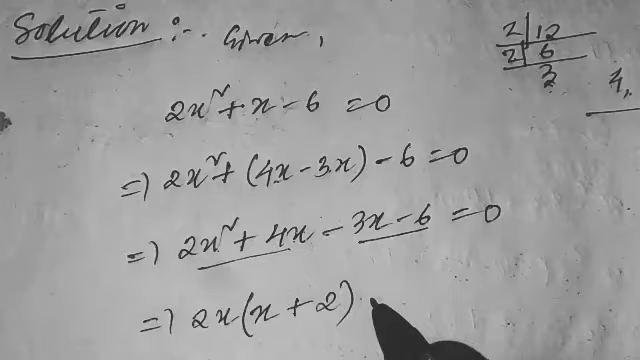 Solution :- Given,
2x² + x - 6 = 0
=> 2x² + (4x - 3x) - 6 = 0
=> 2x² + 4x - 3x - 6 = 0
=> 2x(x + 2)
2 | 12
2 | 6
3
4,